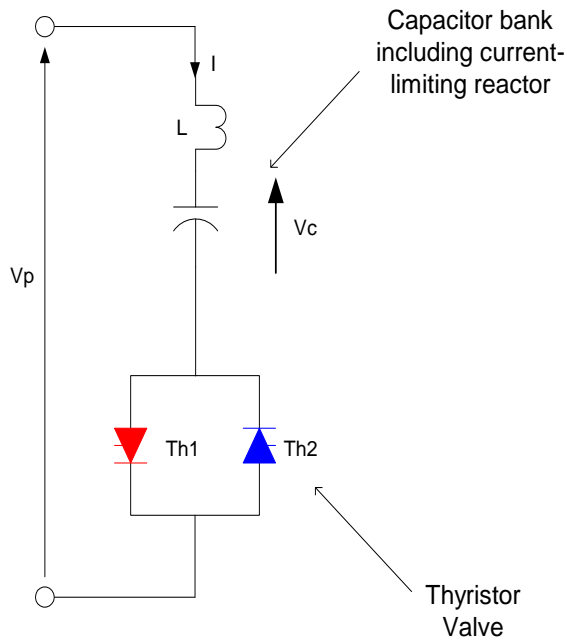 Capacitor bank
including current-
limiting reactor
I
L
Vc
Vp
Th1
Th2
Thyristor
Valve